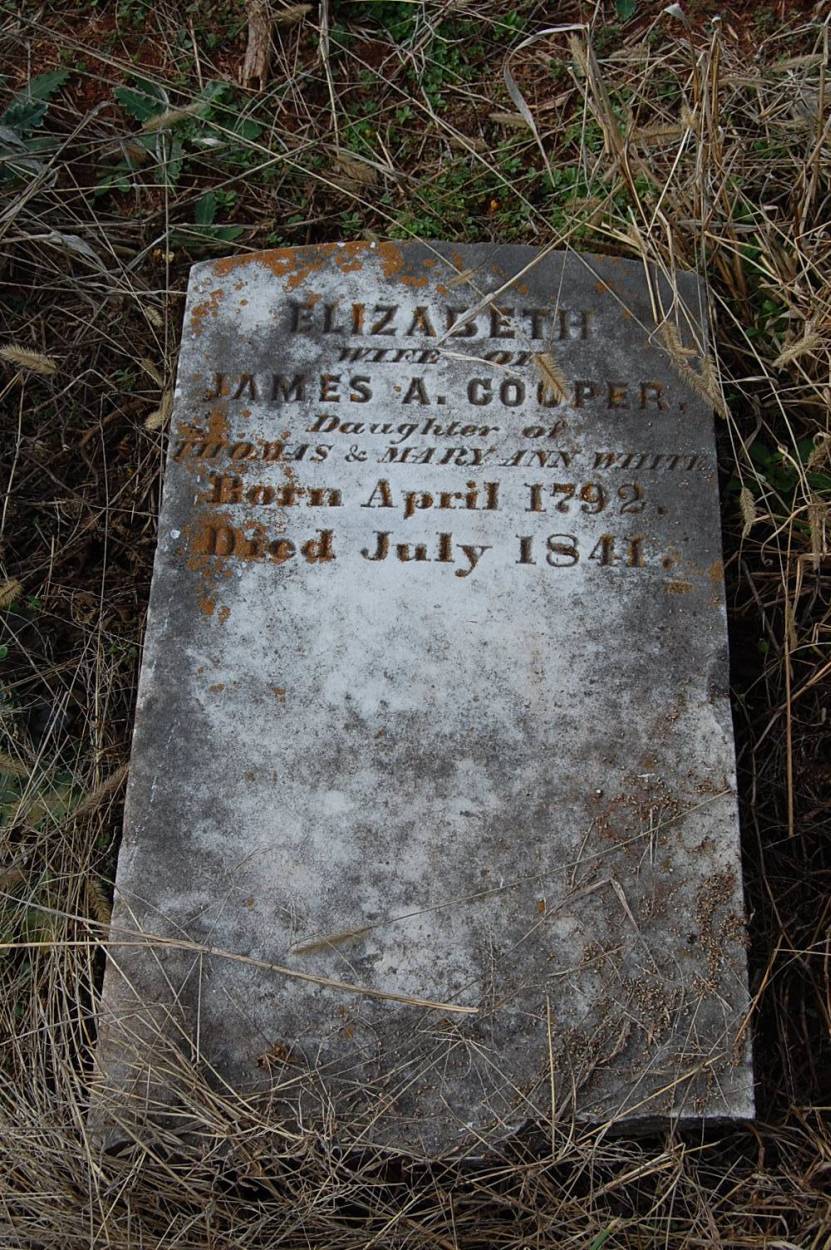 ELIZABETH
WIFE OF
JAMES A. COOPER.
Daughter of
THOMAS & MARY ANN WHITE
Born April 1792.
Died July 1841.